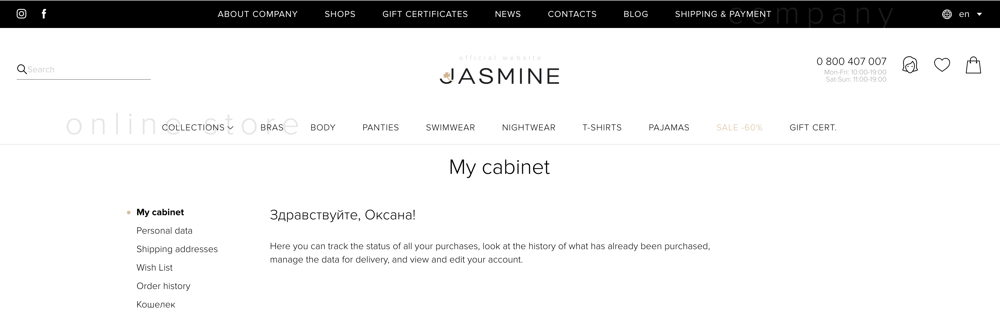 ABOUT COMPANY SHOPS GIFT CERTIFICATES NEWS CONTACTS BLOG SHIPPING & PAYMENT company en
official website
Search JASMINE 0 800 407 007
Mon-Fri: 10:00-19:00
Sat-Sun: 11:00-19:00
online store
COLLECTIONS BRAS BODY PANTIES SWIMWEAR NIGHTWEAR T-SHIRTS PAJAMAS SALE -60% GIFT CERT.
My cabinet
My cabinet
Personal data
Shipping addresses
Wish List
Order history
Кошелек
Здравствуйте, Оксана!
Here you can track the status of all your purchases, look at the history of what has already been purchased,
manage the data for delivery, and view and edit your account.